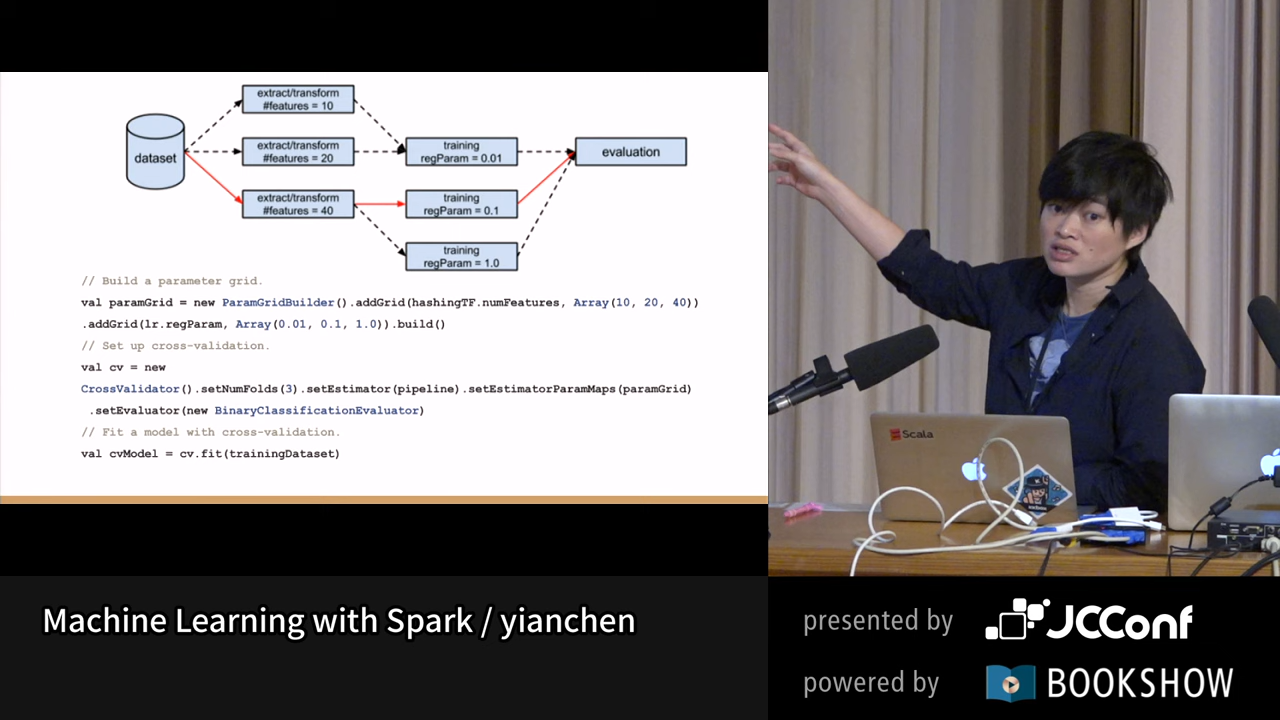 extract/transform
#features = 10
dataset
extract/transform
#features = 20
training
regParam = 0.01
evaluation
extract/transform
#features = 40
training
regParam = 0.1
training
regParam = 1.0
// Build a parameter grid.
val paramGrid = new ParamGridBuilder().addGrid(hashingTF.numFeatures, Array(10, 20, 40))
.addGrid(lr.regParam, Array(0.01, 0.1, 1.0)).build()
// Set up cross-validation.
val cv = new
CrossValidator().setNumFolds(3).setEstimator(pipeline).setEstimatorParamMaps(paramGrid)
.setEvaluator(new BinaryClassificationEvaluator)
// Fit a model with cross-validation.
val cvModel = cv.fit(trainingDataset)
Scala
Machine Learning with Spark / yianchen
presented by JCConf
powered by BOOKSHOW